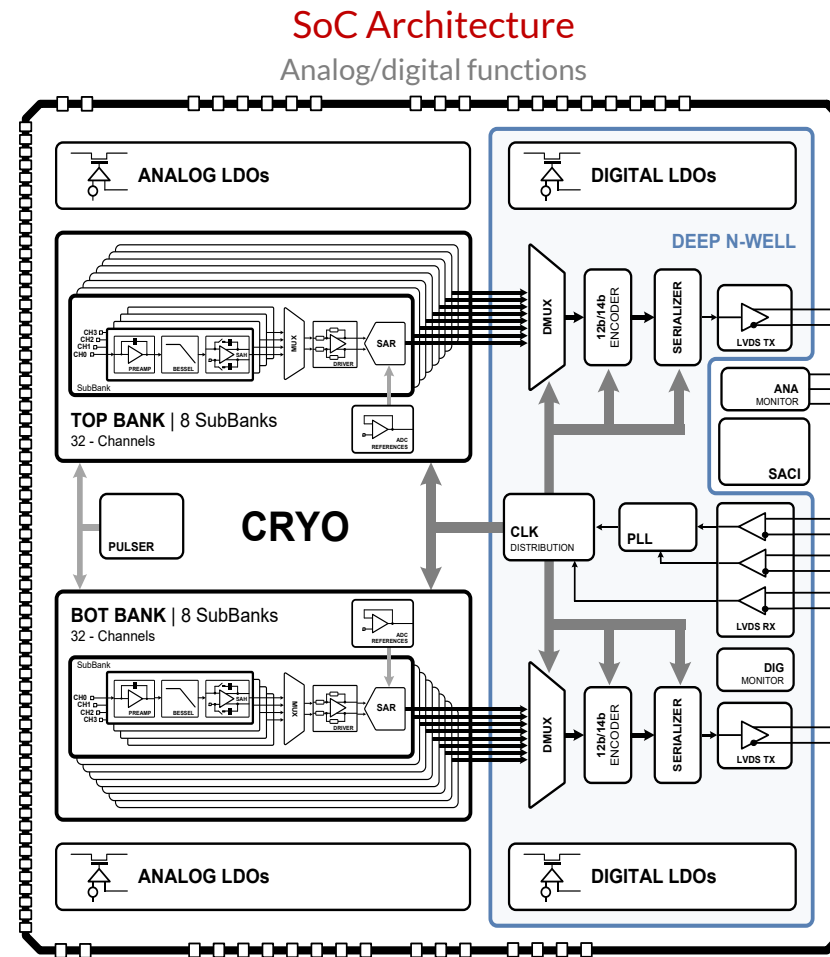 SoC Architecture
Analog/digital functions
ANALOG LDOs
DIGITAL LDOs
DEEP N-WELL
CH3
CH2
CH1
CH0
PREAMP
BESSEL
SAH
MUX
DRIVER
SAR
SubBank
TOP BANK | 8 SubBanks
32 - Channels
ADC
REFERENCES
DMUX
12b/14b
ENCODER
SERIALIZER
LVDS TX
ANA
MONITOR
SACI
PULSER
CRYO
CLK
DISTRIBUTION
PLL
LVDS RX
BOT BANK | 8 SubBanks
32 - Channels
ADC
REFERENCES
SubBank
CH0
CH1
CH2
CH3
PREAMP
BESSEL
SAH
MUX
DRIVER
SAR
DMUX
12b/14b
ENCODER
SERIALIZER
DIG
MONITOR
LVDS TX
ANALOG LDOs
DIGITAL LDOs